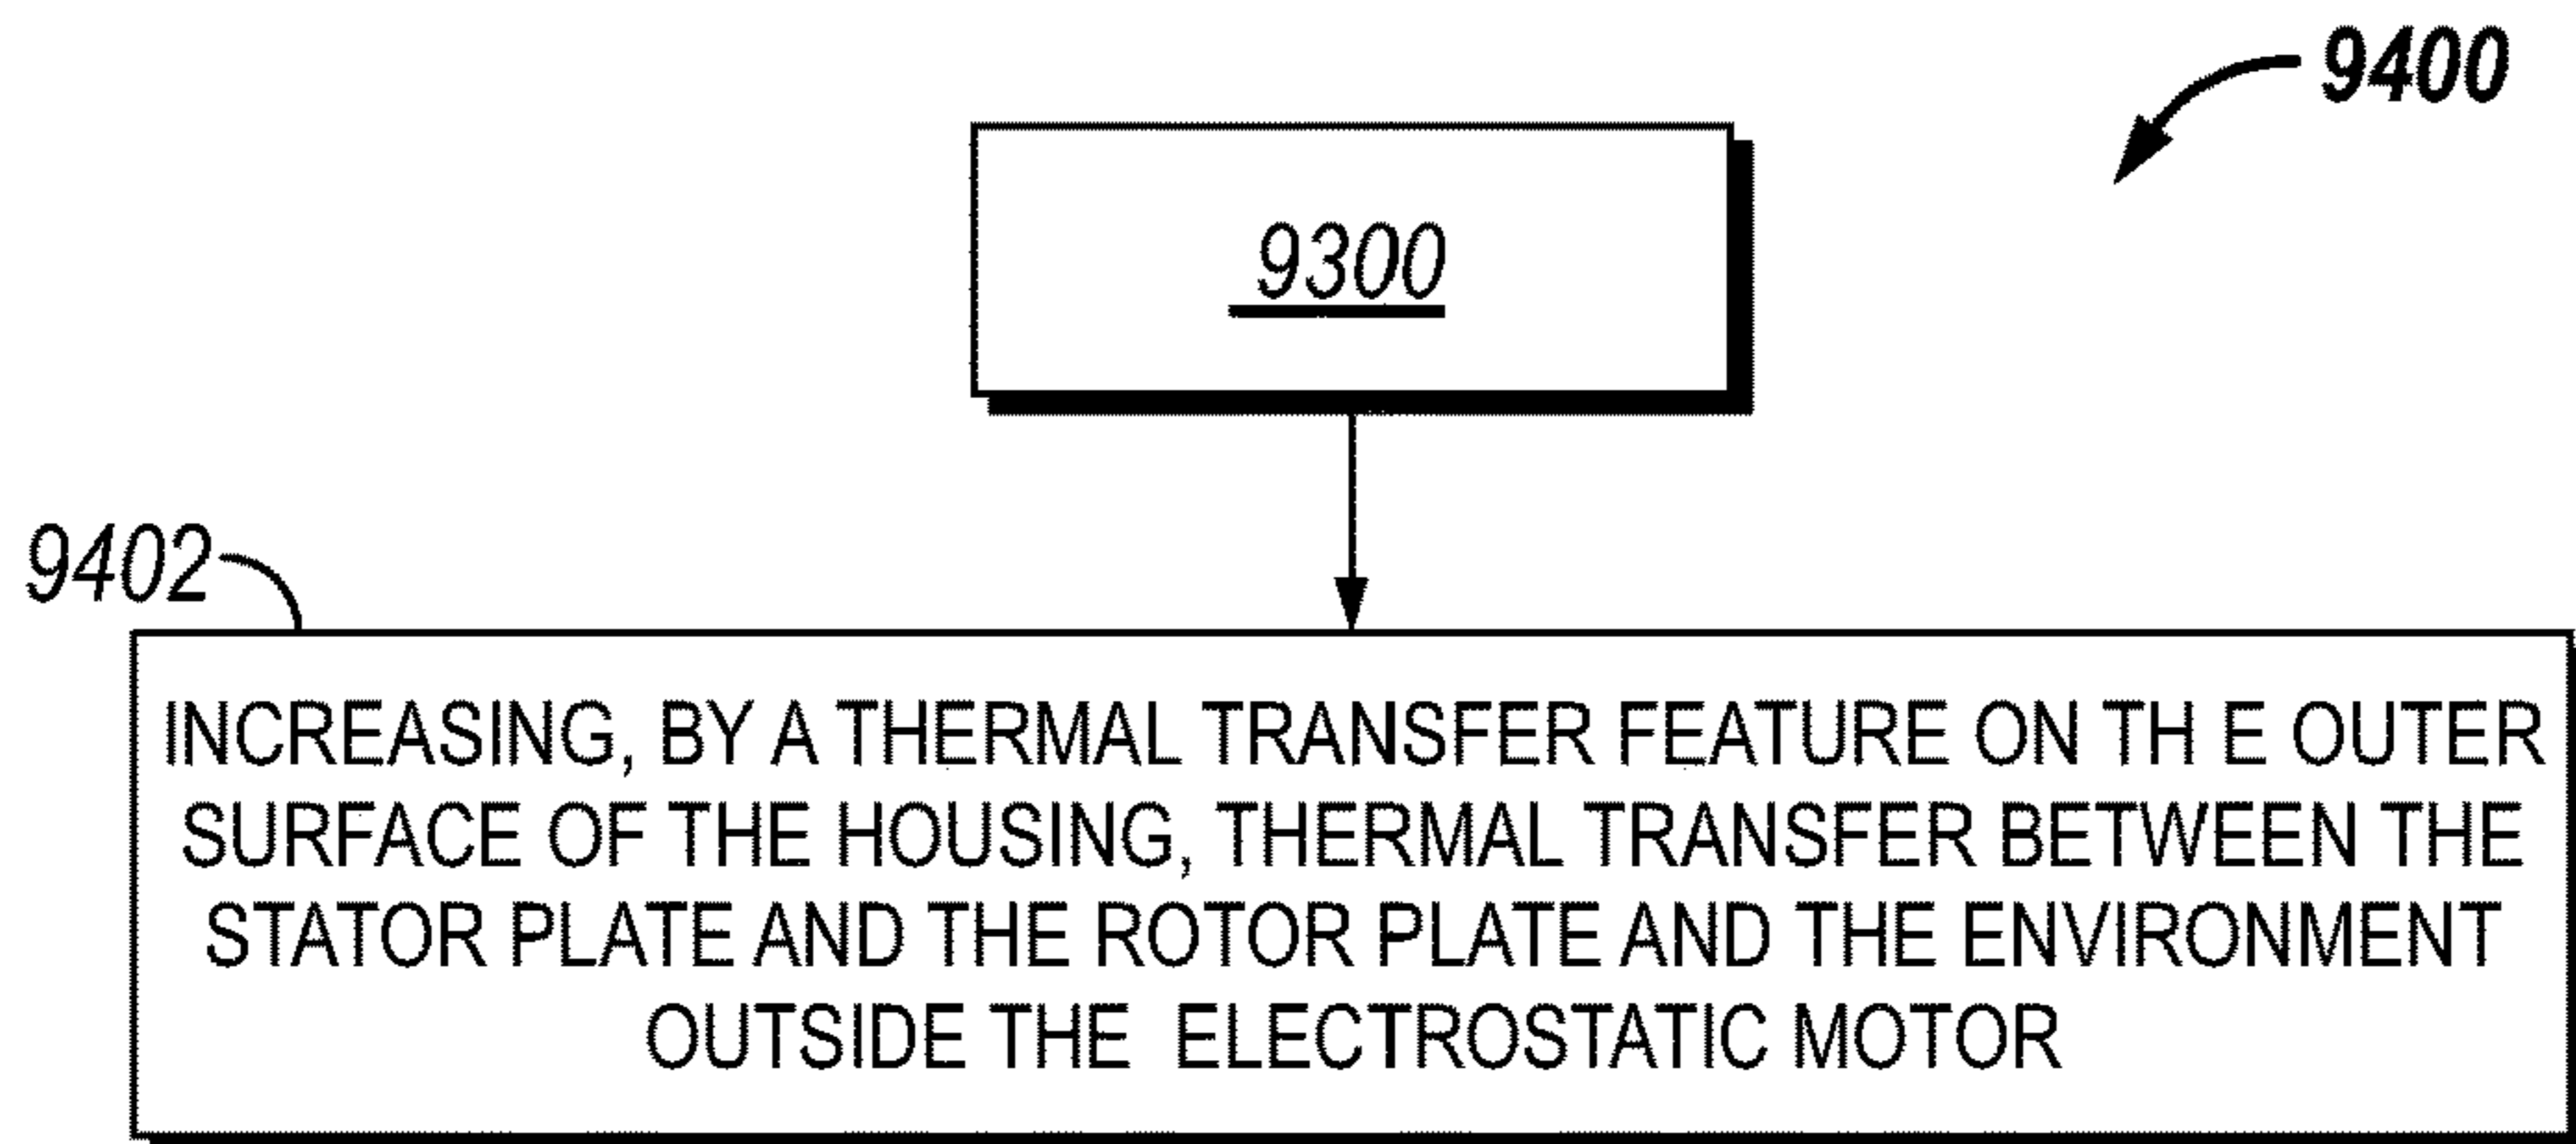 9400
9300
9402
INCREASING, BY A THERMAL TRANSFER FEATURE ON TH E OUTER
SURFACE OF THE HOUSING, THERMAL TRANSFER BETWEEN THE
STATOR PLATE AND THE ROTOR PLATE AND THE ENVIRONMENT
OUTSIDE THE ELECTROSTATIC MOTOR